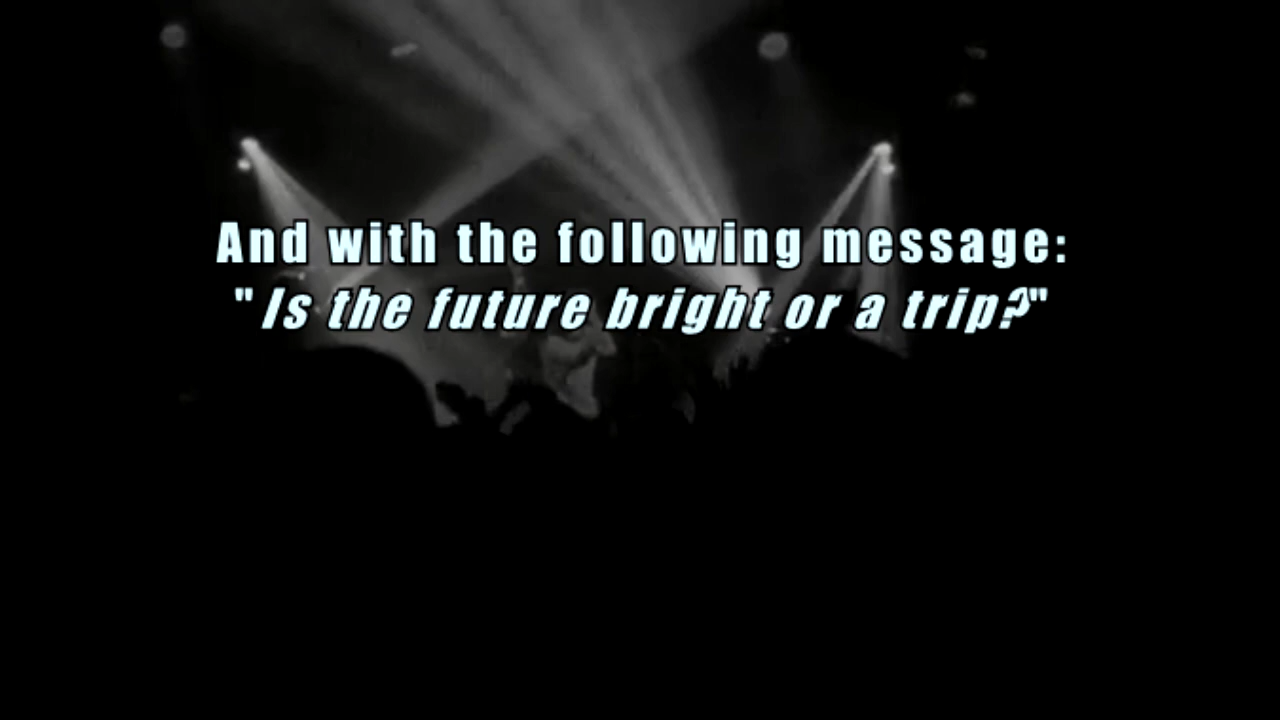 And with the following message:
"Is the future bright or a trip?"